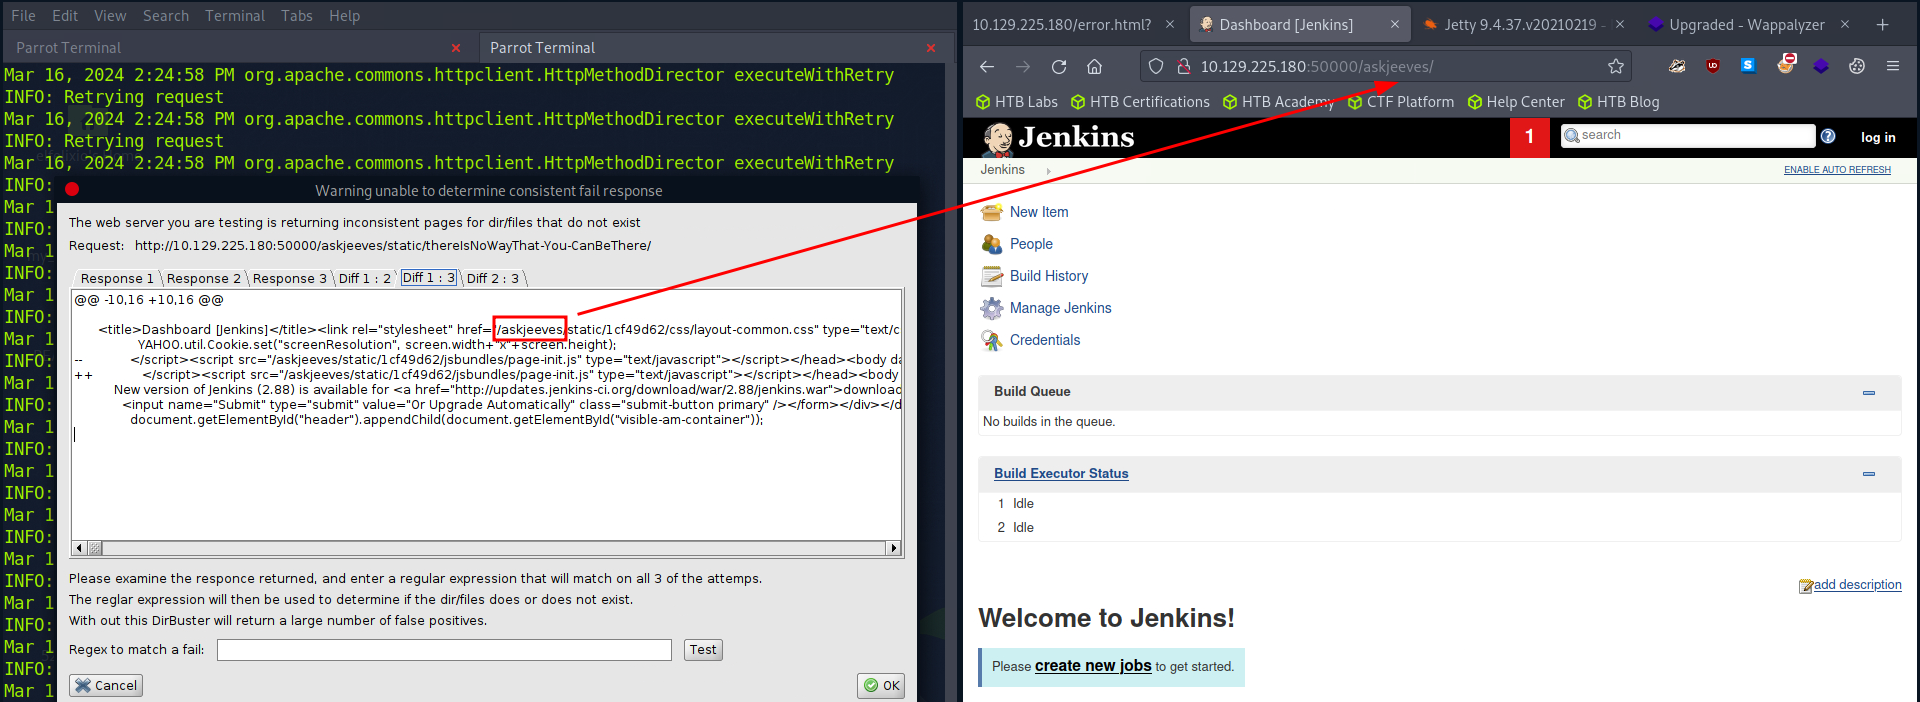 File Edit View Search Terminal Tabs Help
Parrot Terminal
Parrot Terminal
Mar 16, 2024 2:24:58 PM org.apache.commons.httpclient.HttpMethodDirector executeWithRetry
INFO: Retrying request
Mar 16, 2024 2:24:58 PM org.apache.commons.httpclient.HttpMethodDirector executeWithRetry
INFO: Retrying request
Mar 16, 2024 2:24:58 PM org.apache.commons.httpclient.HttpMethodDirector executeWithRetry
INFO:
Mar 1
INFO:
Mar 1
INFO:
Mar 1
INFO:
Mar 1
INFO:
Mar 1
INFO:
Mar 1
INFO:
Mar 1
INFO:
Mar 1
INFO:
Mar 1
INFO:
Mar 1
INFO:
Mar 1
INFO:
Mar 1
Warning unable to determine consistent fail response
The web server you are testing is returning inconsistent pages for dir/files that do not exist
Request: http://10.129.225.180:50000/askjeeves/static/thereIsNoWayThat-You-CanBeThere/
Response 1 Response 2 Response 3 Diff 1 : 2 Diff 1 : 3 Diff 2 : 3
@@ -10,16 +10,16 @@
<title>Dashboard [Jenkins]</title><link rel="stylesheet" href="/askjeeves/static/1cf49d62/css/layout-common.css" type="text/c
YAHOO.util.Cookie.set("screenResolution", screen.width+"x"+screen.height);
-- </script><script src="/askjeeves/static/1cf49d62/jsbundles/page-init.js" type="text/javascript"></script></head><body da
++ </script><script src="/askjeeves/static/1cf49d62/jsbundles/page-init.js" type="text/javascript"></script></head><body
New version of Jenkins (2.88) is available for <a href="http://updates.jenkins-ci.org/download/war/2.88/jenkins.war">download
<input name="Submit" type="submit" value="Or Upgrade Automatically" class="submit-button primary" /></form></div></d
document.getElementById("header").appendChild(document.getElementById("visible-am-container"));
Please examine the responce returned, and enter a regular expression that will match on all 3 of the attemps.
The reglar expression will then be used to determine if the dir/files does or does not exist.
With out this DirBuster will return a large number of false positives.
Regex to match a fail: Test
Cancel OK
10.129.225.180/error.html? Dashboard [Jenkins] Jetty 9.4.37.v20210219 - Upgraded - Wappalyzer
10.129.225.180:50000/askjeeves/
HTB Labs HTB Certifications HTB Academy CTF Platform Help Center HTB Blog
Jenkins 1 search log in
Jenkins ENABLE AUTO REFRESH
New Item
People
Build History
Manage Jenkins
Credentials
Build Queue
No builds in the queue.
Build Executor Status
1 Idle
2 Idle
add description
Welcome to Jenkins!
Please create new jobs to get started.